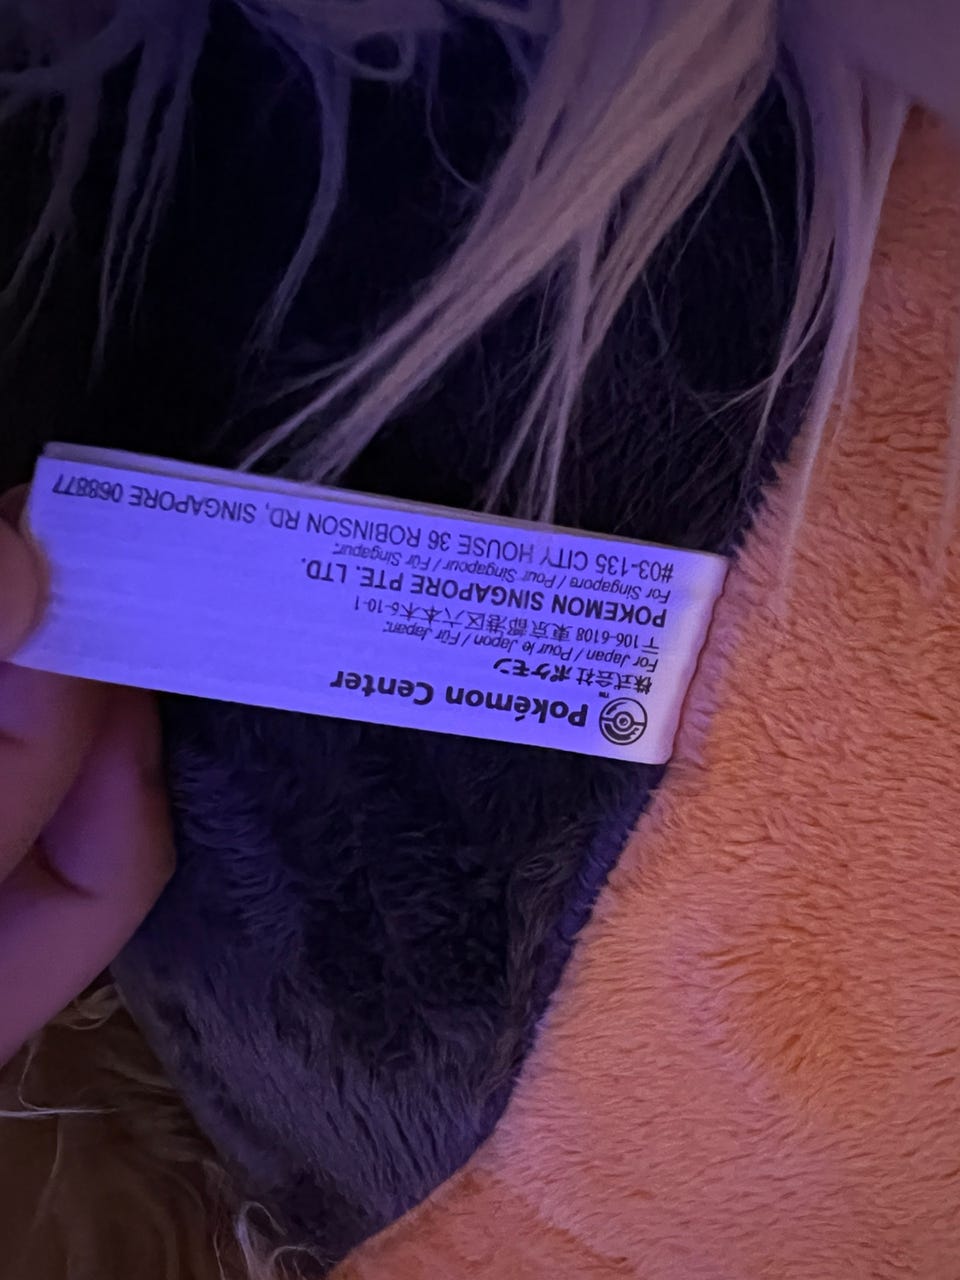 Pokémon Center
株式会社ポケモン
For Japan / Pour le Japon / Für Japan:
〒106-6108 東京都港区六本木6-10-1
POKEMON SINGAPORE PTE. LTD.
For Singapore / Pour Singapour / Für Singapur:
#03-135 CITY HOUSE 36 ROBINSON RD, SINGAPORE 068877